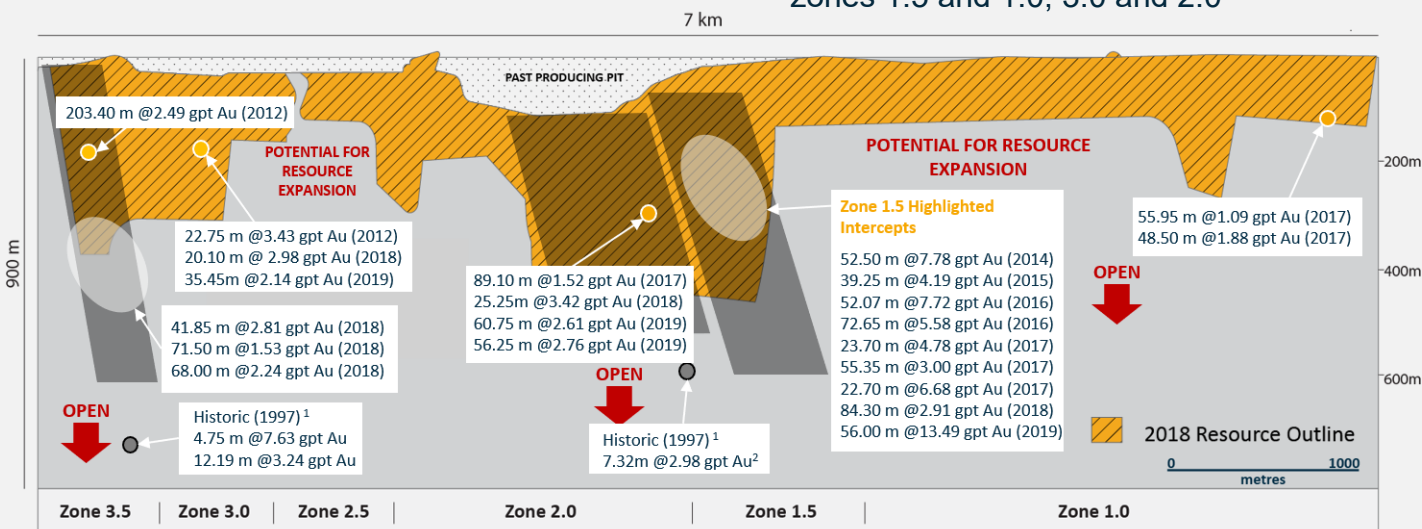 zones 1.5 and 1.0, 3.0 and 2.0
7 km
PAST PRODUCING PIT
203.40 m @2.49 gpt Au (2012)
POTENTIAL FOR
RESOURCE
EXPANSION
POTENTIAL FOR RESOURCE
EXPANSION
200m
400m
600m
900 m
22.75 m @3.43 gpt Au (2012)
20.10 m @ 2.98 gpt Au (2018)
35.45m @2.14 gpt Au (2019)
41.85 m @2.81 gpt Au (2018)
71.50 m @1.53 gpt Au (2018)
68.00 m @2.24 gpt Au (2018)
OPEN
Historic (1997) 1
4.75 m @7.63 gpt Au
12.19 m @3.24 gpt Au
89.10 m @1.52 gpt Au (2017)
25.25m @3.42 gpt Au (2018)
60.75 m @2.61 gpt Au (2019)
56.25 m @2.76 gpt Au (2019)
OPEN
Historic (1997) 1
7.32m @2.98 gpt Au2
Zone 1.5 Highlighted
Intercepts
52.50 m @7.78 gpt Au (2014)
39.25 m @4.19 gpt Au (2015)
52.07 m @7.72 gpt Au (2016)
72.65 m @5.58 gpt Au (2016)
23.70 m @4.78 gpt Au (2017)
55.35 m @3.00 gpt Au (2017)
22.70 m @6.68 gpt Au (2017)
84.30 m @2.91 gpt Au (2018)
56.00 m @13.49 gpt Au (2019)
55.95 m @1.09 gpt Au (2017)
48.50 m @1.88 gpt Au (2017)
OPEN
2018 Resource Outline
0 1000
metres
Zone 3.5 | Zone 3.0 | Zone 2.5 | Zone 2.0 | Zone 1.5 | Zone 1.0